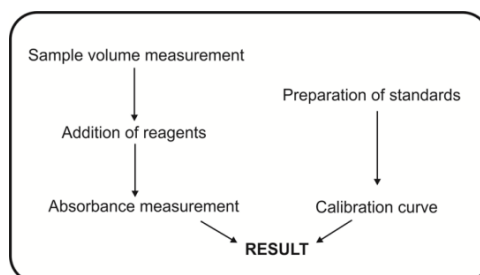 Sample volume measurement
Preparation of standards
Addition of reagents
Absorbance measurement
Calibration curve
RESULT